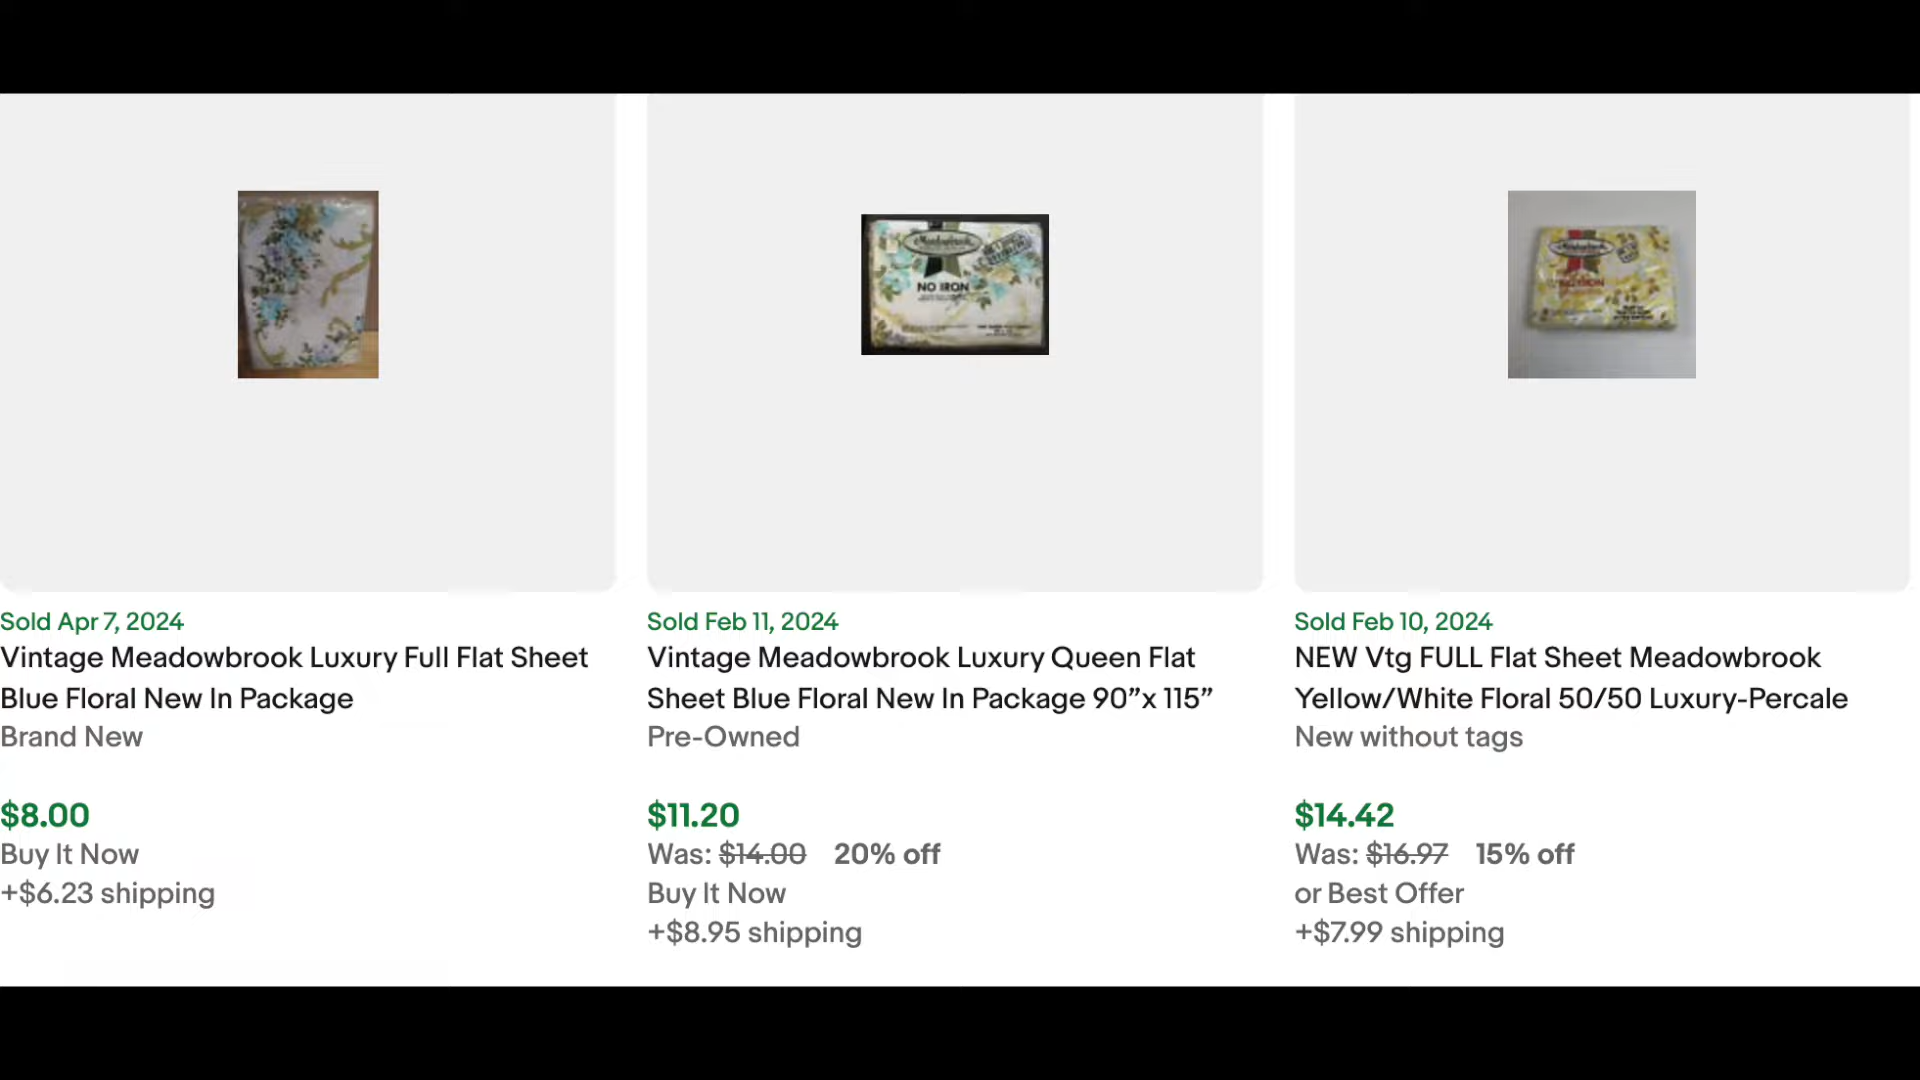 Meadowbrook
NO IRON
Meadowbrook
Sold Apr 7, 2024
Vintage Meadowbrook Luxury Full Flat Sheet
Blue Floral New In Package
Brand New
$8.00
Buy It Now
+$6.23 shipping
Sold Feb 11, 2024
Vintage Meadowbrook Luxury Queen Flat
Sheet Blue Floral New In Package 90”x 115”
Pre-Owned
$11.20
Was: $14.00 20% off
Buy It Now
+$8.95 shipping
Sold Feb 10, 2024
NEW Vtg FULL Flat Sheet Meadowbrook
Yellow/White Floral 50/50 Luxury-Percale
New without tags
$14.42
Was: $16.97 15% off
or Best Offer
+$7.99 shipping